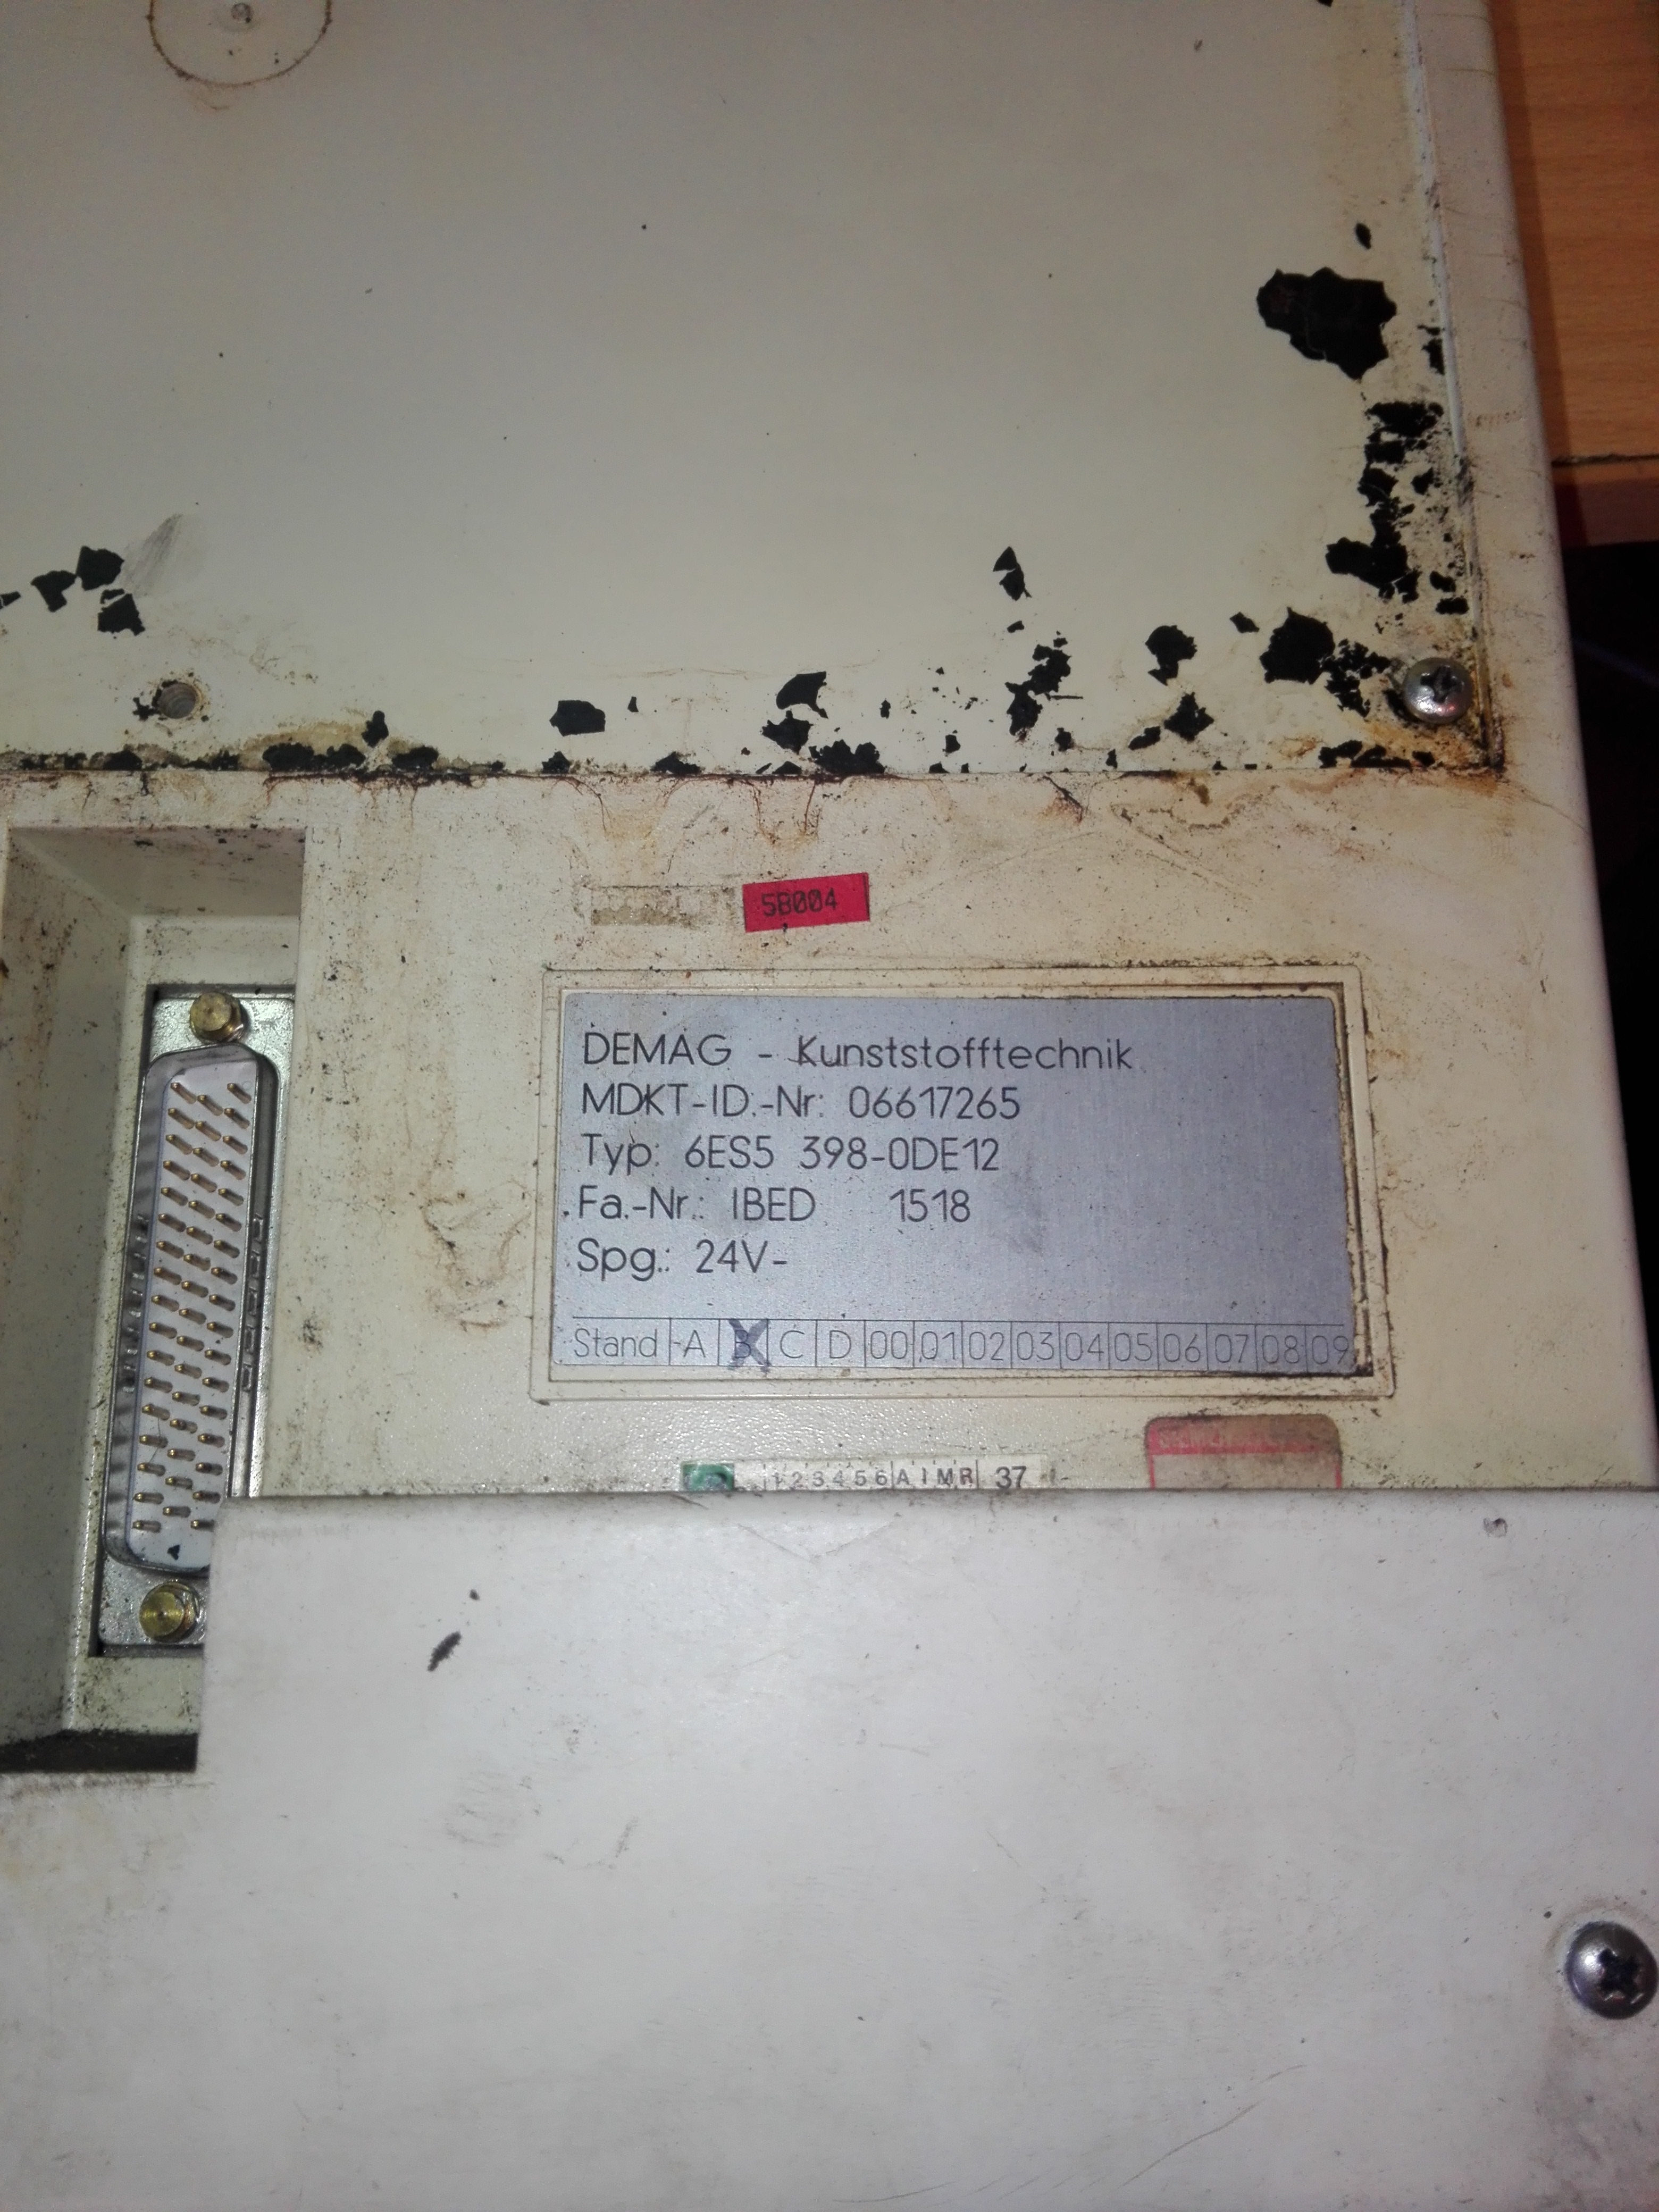 5B004
DEMAG - Kunststofftechnik
MDKT-ID.-Nr: 06617265
Typ: 6ES5 398-0DE12
Fa.-Nr.: IBED 1518
Spg.: 24V-
Stand A B C D 00 01 02 03 04 05 06 07 08 09
1 2 3 4 5 6 A I M R 37